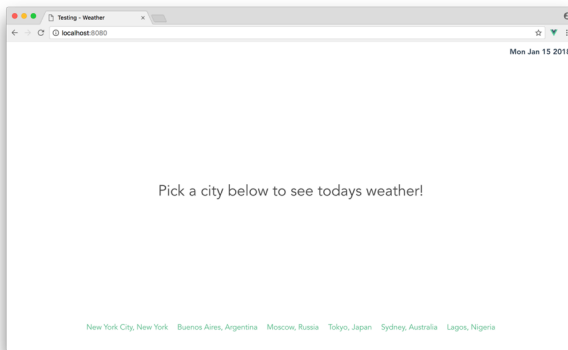 Testing - Weather
localhost:8080
Mon Jan 15 2018
Pick a city below to see todays weather!
New York City, New York Buenos Aires, Argentina Moscow, Russia Tokyo, Japan Sydney, Australia Lagos, Nigeria